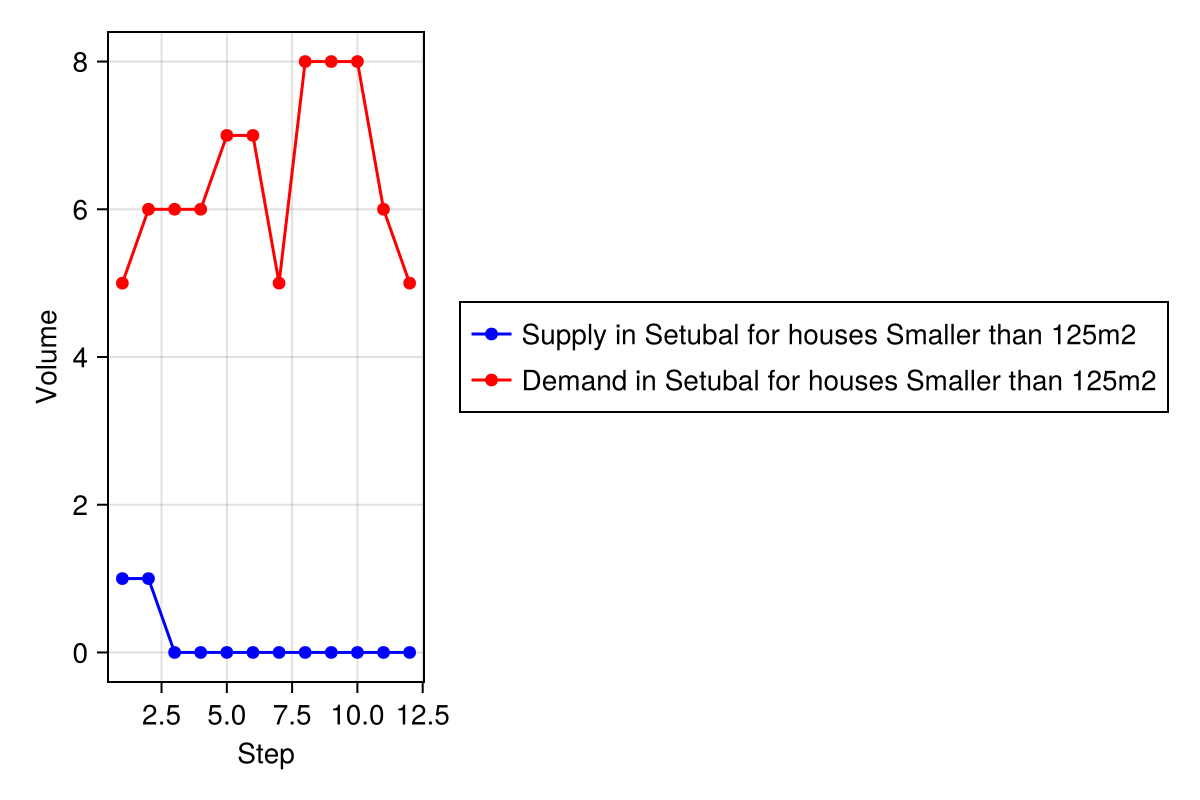 8
6
4
2
0
Volume
2.5 5.0 7.5 10.0 12.5
Step
Supply in Setubal for houses Smaller than 125m2
Demand in Setubal for houses Smaller than 125m2